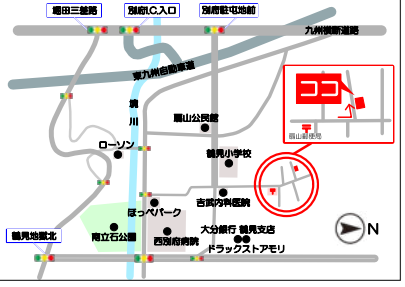 堀田三差路
別府I.C.入口
別府駐屯地前
九州横断道路
東九州自動車道
境川
扇山公民館
ココ
扇山郵便局
ローソン
鶴見小学校
吉武内科医院
ほっぺパーク
南立石公園
西別府病院
大分銀行 鶴見支店
ドラックストアモリ
鶴見地獄北
N